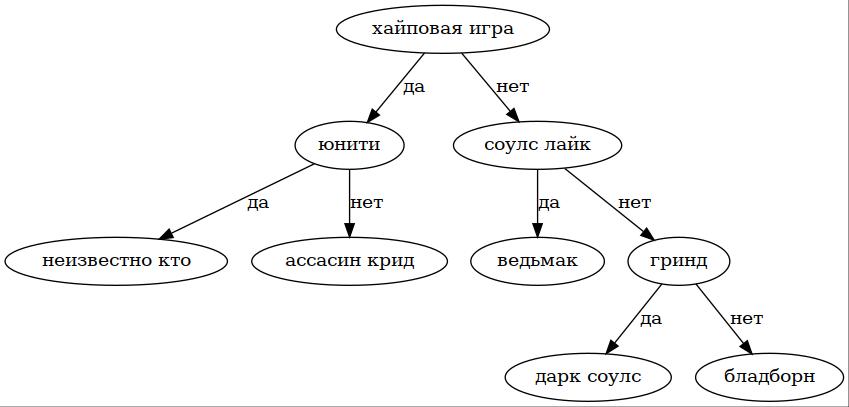 хайповая игра
да
нет
юнити
соулс лайк
да
нет
да
нет
неизвестно кто
ассасин крид
ведьмак
гринд
да
нет
дарк соулс
бладборн